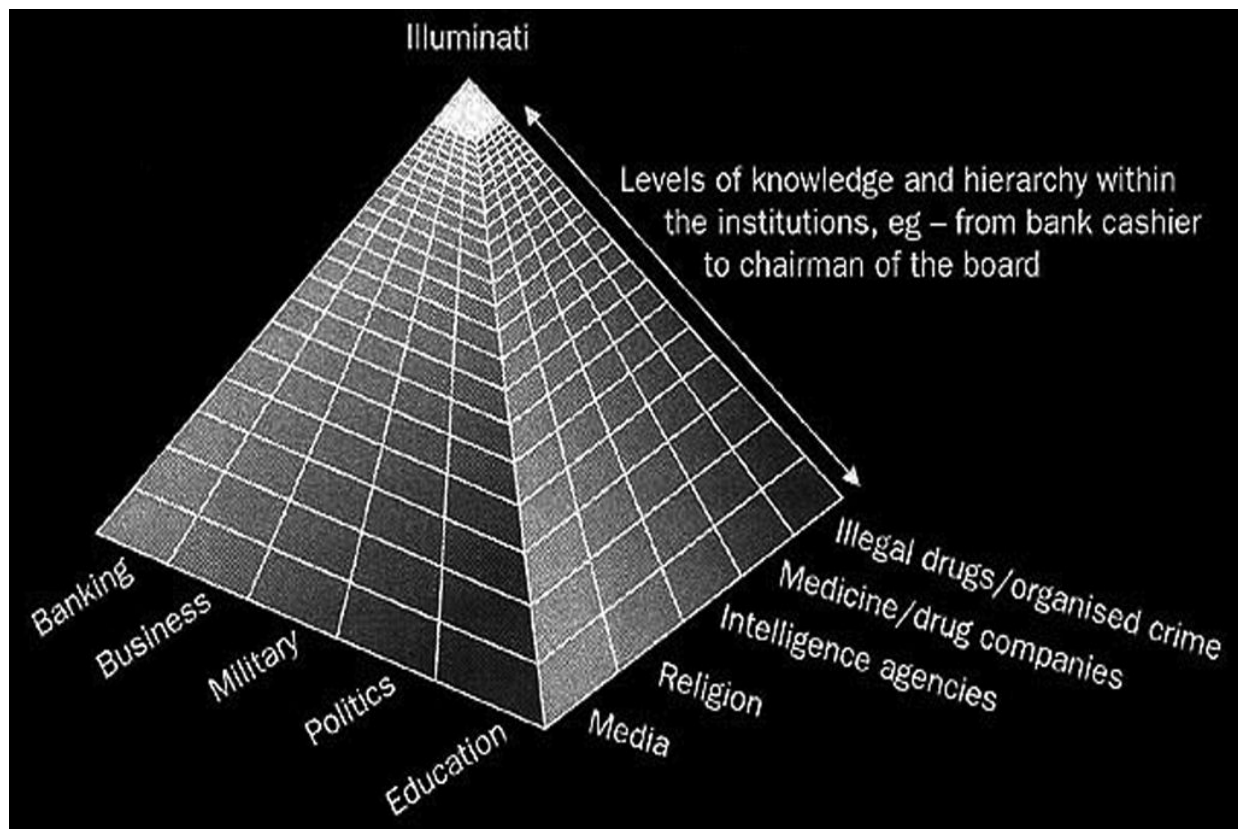 Illuminati
Levels of knowledge and hierarchy within
the institutions, eg – from bank cashier
to chairman of the board
Banking
Business
Military
Politics
Education
Media
Religion
Intelligence agencies
Medicine/drug companies
Illegal drugs/organised crime